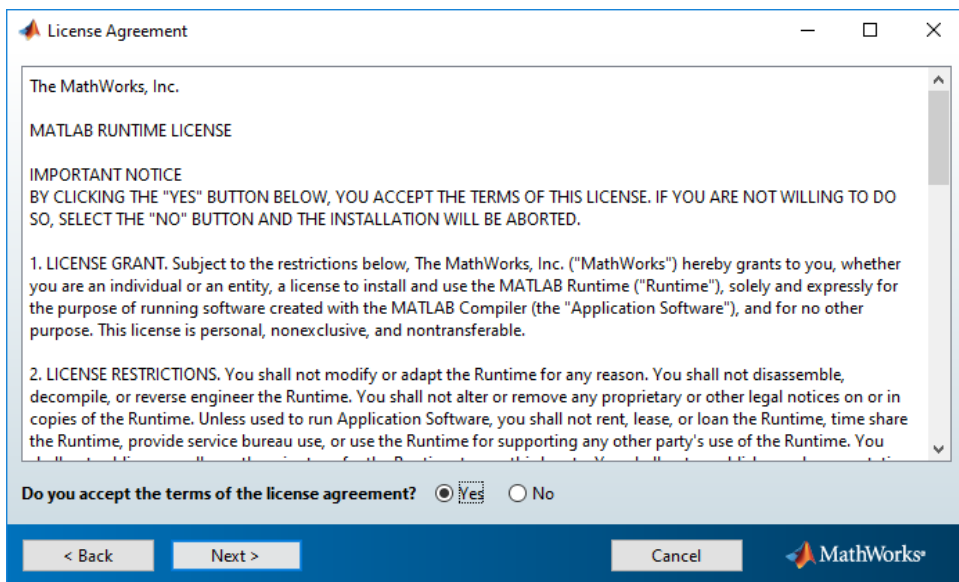 License Agreement
The MathWorks, Inc.
MATLAB RUNTIME LICENSE
IMPORTANT NOTICE
BY CLICKING THE "YES" BUTTON BELOW, YOU ACCEPT THE TERMS OF THIS LICENSE. IF YOU ARE NOT WILLING TO DO
SO, SELECT THE "NO" BUTTON AND THE INSTALLATION WILL BE ABORTED.
1. LICENSE GRANT. Subject to the restrictions below, The MathWorks, Inc. ("MathWorks") hereby grants to you, whether
you are an individual or an entity, a license to install and use the MATLAB Runtime ("Runtime"), solely and expressly for
the purpose of running software created with the MATLAB Compiler (the "Application Software"), and for no other
purpose. This license is personal, nonexclusive, and nontransferable.
2. LICENSE RESTRICTIONS. You shall not modify or adapt the Runtime for any reason. You shall not disassemble,
decompile, or reverse engineer the Runtime. You shall not alter or remove any proprietary or other legal notices on or in
copies of the Runtime. Unless used to run Application Software, you shall not rent, lease, or loan the Runtime, time share
the Runtime, provide service bureau use, or use the Runtime for supporting any other party's use of the Runtime. You
Do you accept the terms of the license agreement? Yes No
< Back Next > Cancel MathWorks®